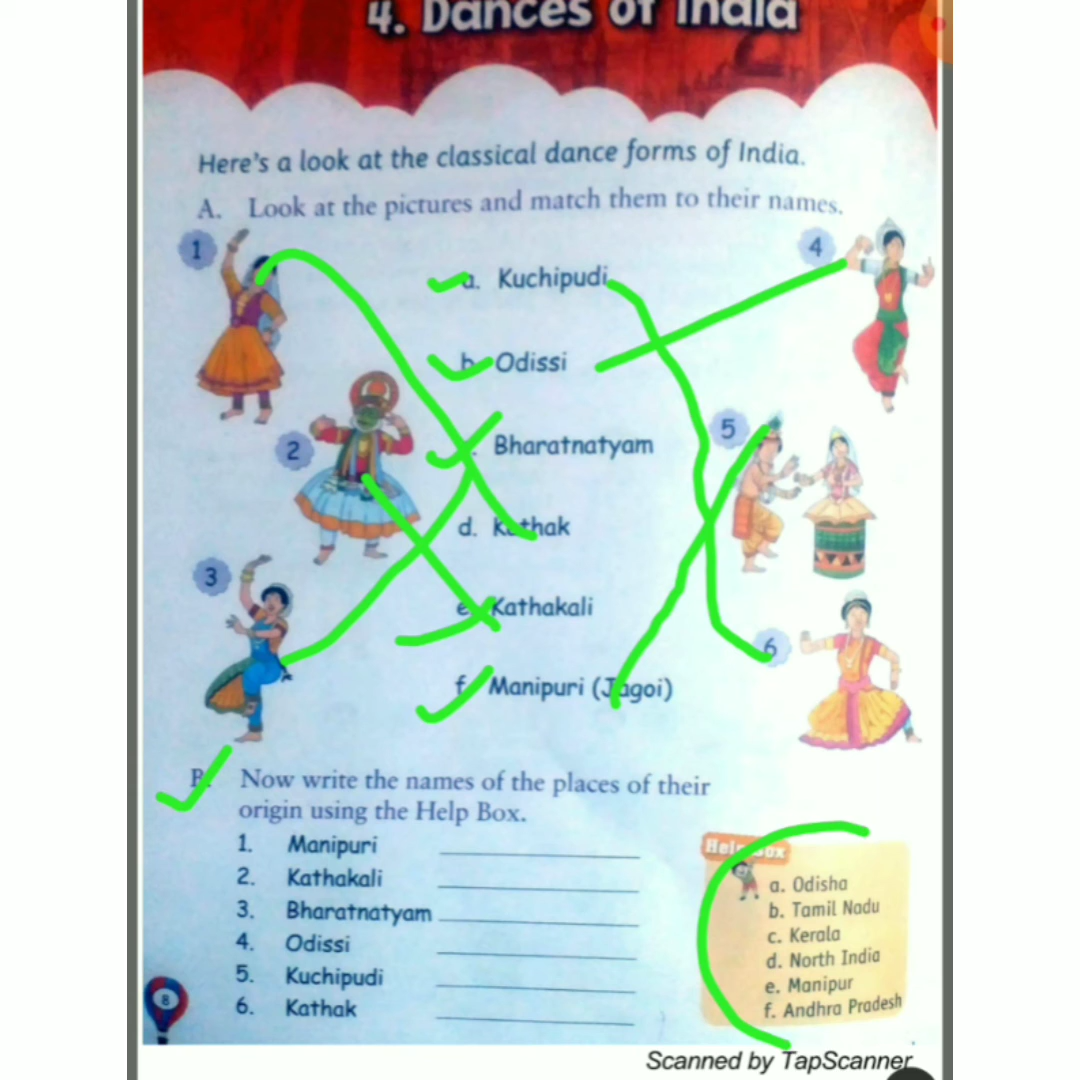 4. Dances of India
Here's a look at the classical dance forms of India.
A. Look at the pictures and match them to their names.
1
4
a. Kuchipudi
b. Odissi
2
5
Bharatnatyam
d. Kathak
3
e. Kathakali
6
f. Manipuri (Jagoi)
B. Now write the names of the places of their
origin using the Help Box.
1. Manipuri
2. Kathakali
3. Bharatnatyam
4. Odissi
5. Kuchipudi
6. Kathak
Help Box
a. Odisha
b. Tamil Nadu
c. Kerala
d. North India
e. Manipur
f. Andhra Pradesh
8
Scanned by TapScanner